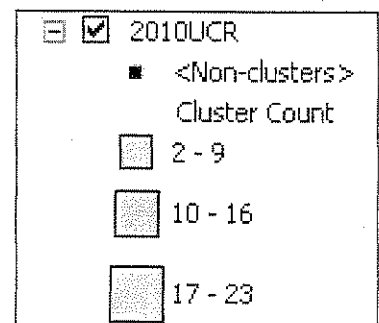 2010UCR
<Non-clusters>
Cluster Count
2 - 9
10 - 16
17 - 23